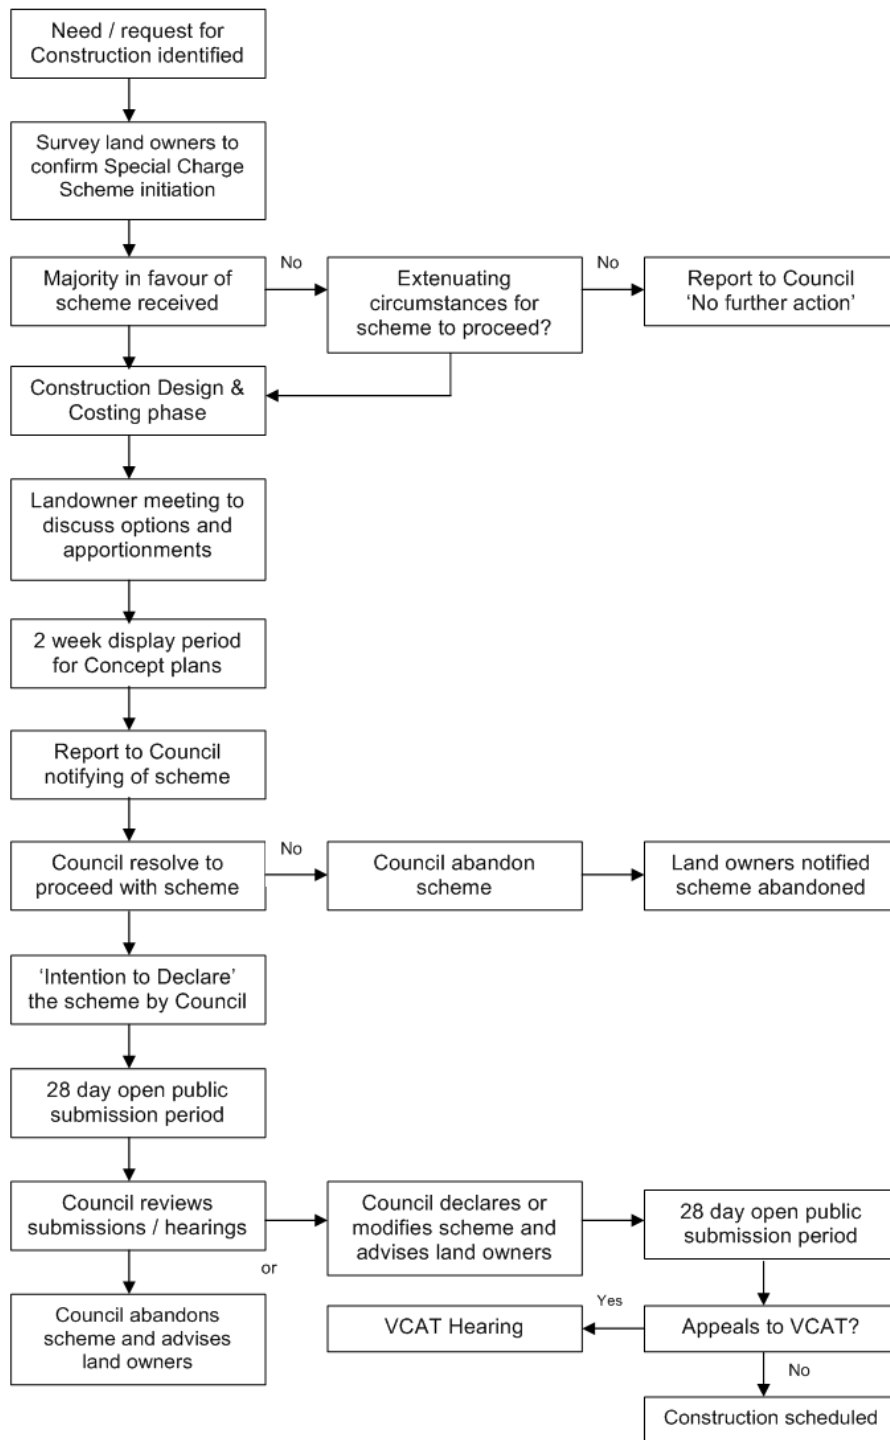 Need / request for
Construction identified
Survey land owners to
confirm Special Charge
Scheme initiation
Majority in favour of
scheme received
No
Extenuating
circumstances for
scheme to proceed?
No
Report to Council
‘No further action’
Construction Design &
Costing phase
Landowner meeting to
discuss options and
apportionments
2 week display period
for Concept plans
Report to Council
notifying of scheme
Council resolve to
proceed with scheme
No
Council abandon
scheme
Land owners notified
scheme abandoned
‘Intention to Declare’
the scheme by Council
28 day open public
submission period
Council reviews
submissions / hearings
or
Council declares or
modifies scheme and
advises land owners
28 day open public
submission period
Council abandons
scheme and advises
land owners
VCAT Hearing
Yes
Appeals to VCAT?
No
Construction scheduled